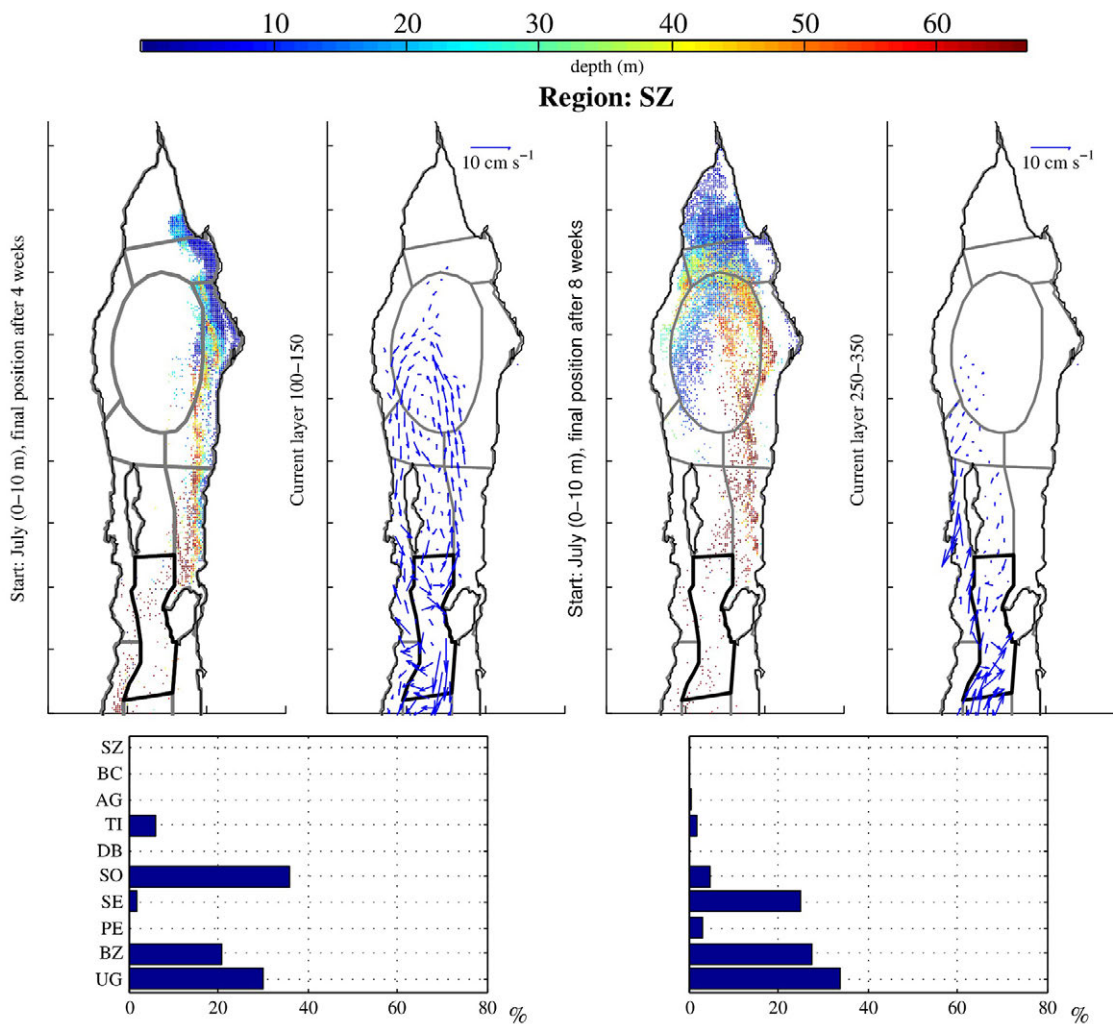 10 20 30 40 50 60
depth (m)
Region: SZ
Start: July (0−10 m), final position after 4 weeks
Current layer 100−150
10 cm s−1
Start: July (0−10 m), final position after 8 weeks
Current layer 250−350
10 cm s−1
SZ
BC
AG
TI
DB
SO
SE
PE
BZ
UG
0 20 40 60 80 %
0 20 40 60 80 %